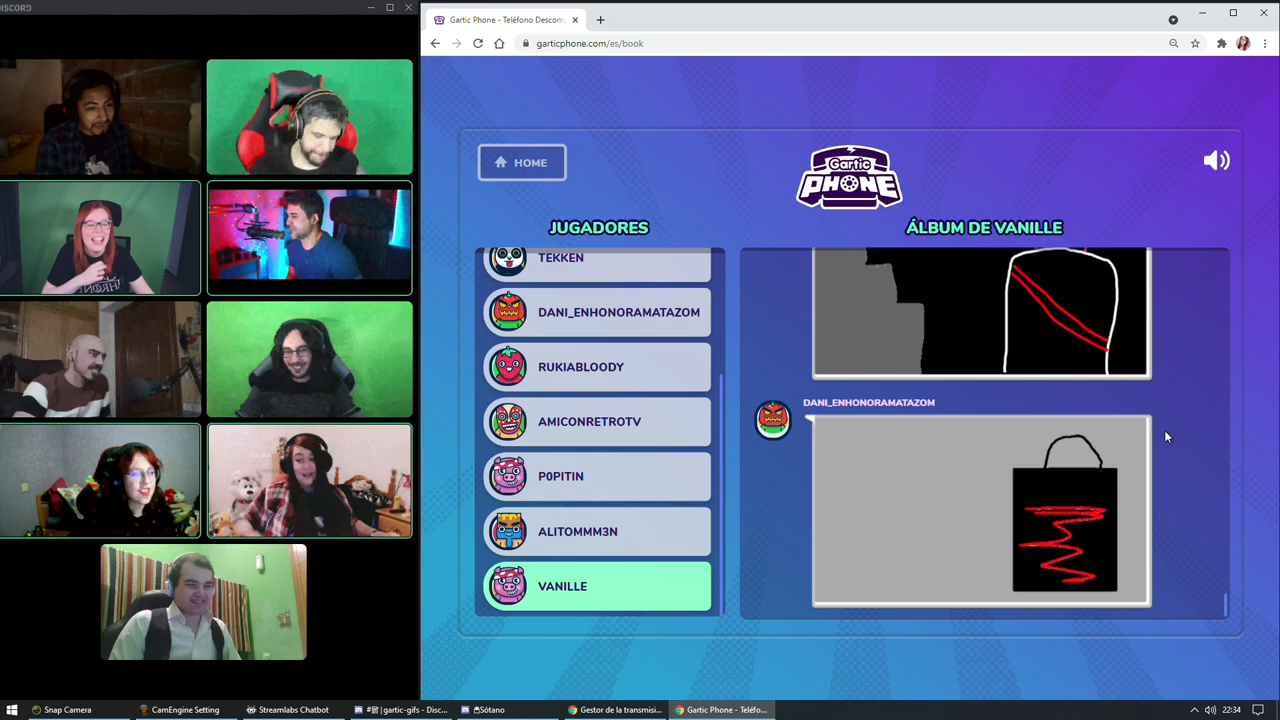 DISCORD
Gartic Phone - Teléfono Descom
garticphone.com/es/book
HOME
Gartic
PHONE
JUGADORES
ÁLBUM DE VANILLE
TEKKEN
DANI_ENHONORAMATAZOM
RUKIABLOODY
AMICONRETROTV
P0PITIN
ALITOMMM3N
VANILLE
DANI_ENHONORAMATAZOM
Snap Camera
CamEngine Setting
Streamlabs Chatbot
gartic-gifs - Disc...
Sótano
Gestor de la transmisi...
Gartic Phone - Teléfo...
22:34